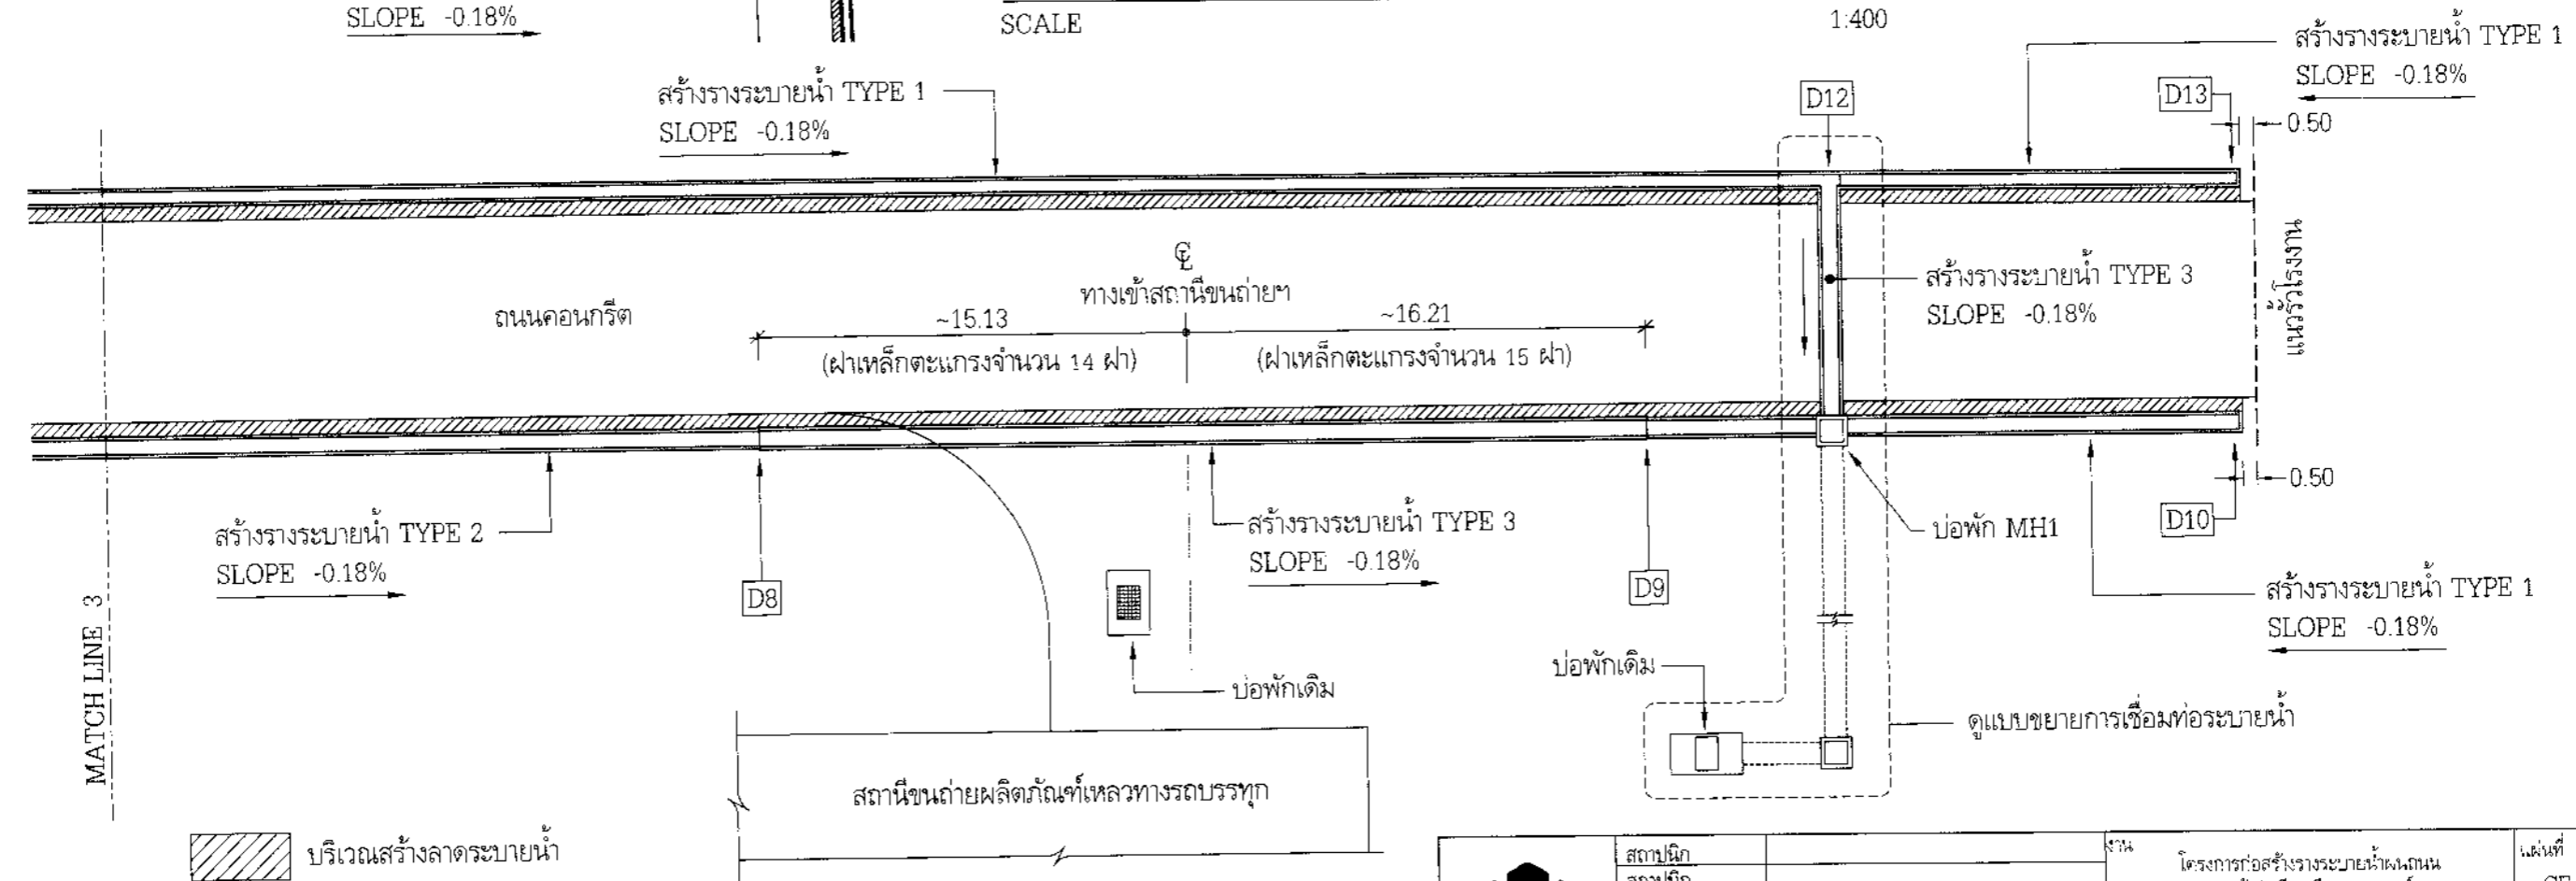 SLOPE -0.18%
SCALE
1:400
สร้างรางระบายน้ำ TYPE 1
SLOPE -0.18%
สร้างรางระบายน้ำ TYPE 1
SLOPE -0.18%
D12
D13
0.50
℄
ทางเข้าสถานีขนถ่ายฯ
ถนนคอนกรีต
~15.13
~16.21
(ฝาเหล็กตะแกรงจำนวน 14 ฝา)
(ฝาเหล็กตะแกรงจำนวน 15 ฝา)
สร้างรางระบายน้ำ TYPE 3
SLOPE -0.18%
แนวรั้วโรงงาน
0.50
สร้างรางระบายน้ำ TYPE 2
SLOPE -0.18%
D8
สร้างรางระบายน้ำ TYPE 3
SLOPE -0.18%
D9
บ่อพัก MH1
D10
สร้างรางระบายน้ำ TYPE 1
SLOPE -0.18%
MATCH LINE 3
บ่อพักเดิม
บ่อพักเดิม
ดูแบบขยายการเชื่อมท่อระบายน้ำ
สถานีขนถ่ายผลิตภัณฑ์เหลวทางรถบรรทุก
บริเวณสร้างลาดระบายน้ำ
สถาปนิก
สถาปนิก
งาน
โครงการก่อสร้างรางระบายน้ำฝนถนน
แผ่นที่